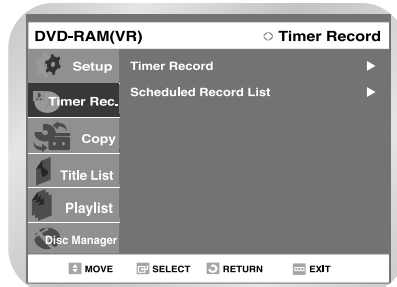 DVD-RAM(VR) Timer Record
Setup
Timer Record
Timer Rec.
Scheduled Record List
Copy
Title List
Playlist
Disc Manager
MOVE SELECT RETURN EXIT